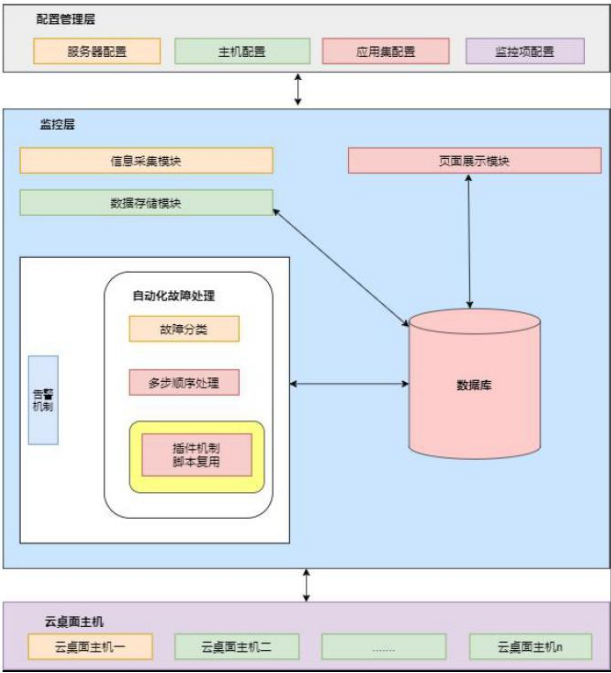 配置管理层
服务器配置
主机配置
应用集配置
监控项配置
监控层
信息采集模块
页面展示模块
数据存储模块
自动化故障处理
故障分类
多步顺序处理
告警
机制
插件机制
脚本复用
数据库
云桌面主机
云桌面主机一
云桌面主机二
.......
云桌面主机n